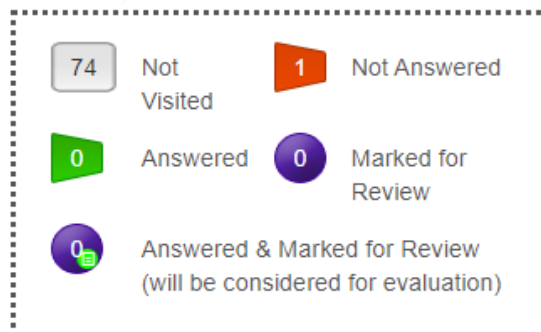 74 Not Visited
1 Not Answered
0 Answered
0 Marked for Review
0 Answered & Marked for Review
(will be considered for evaluation)